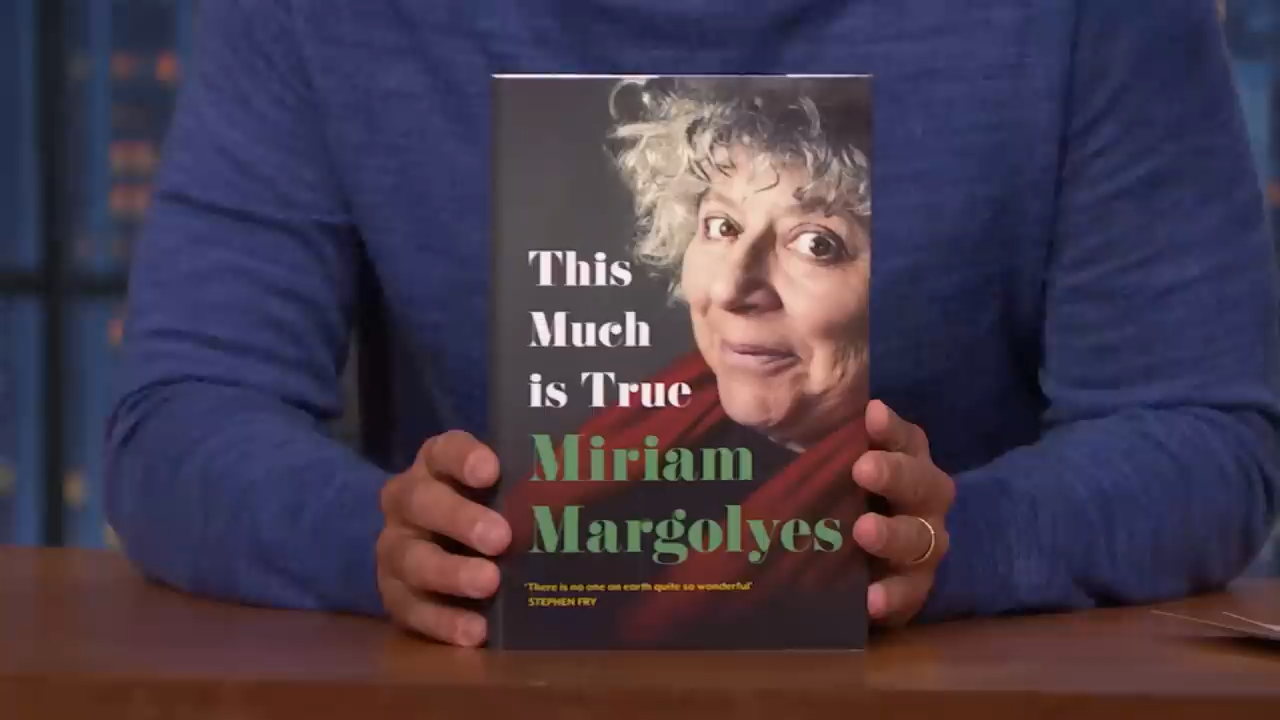 This
Much
is True
Miriam
Margolyes
'There is no one on earth quite so wonderful'
STEPHEN FRY